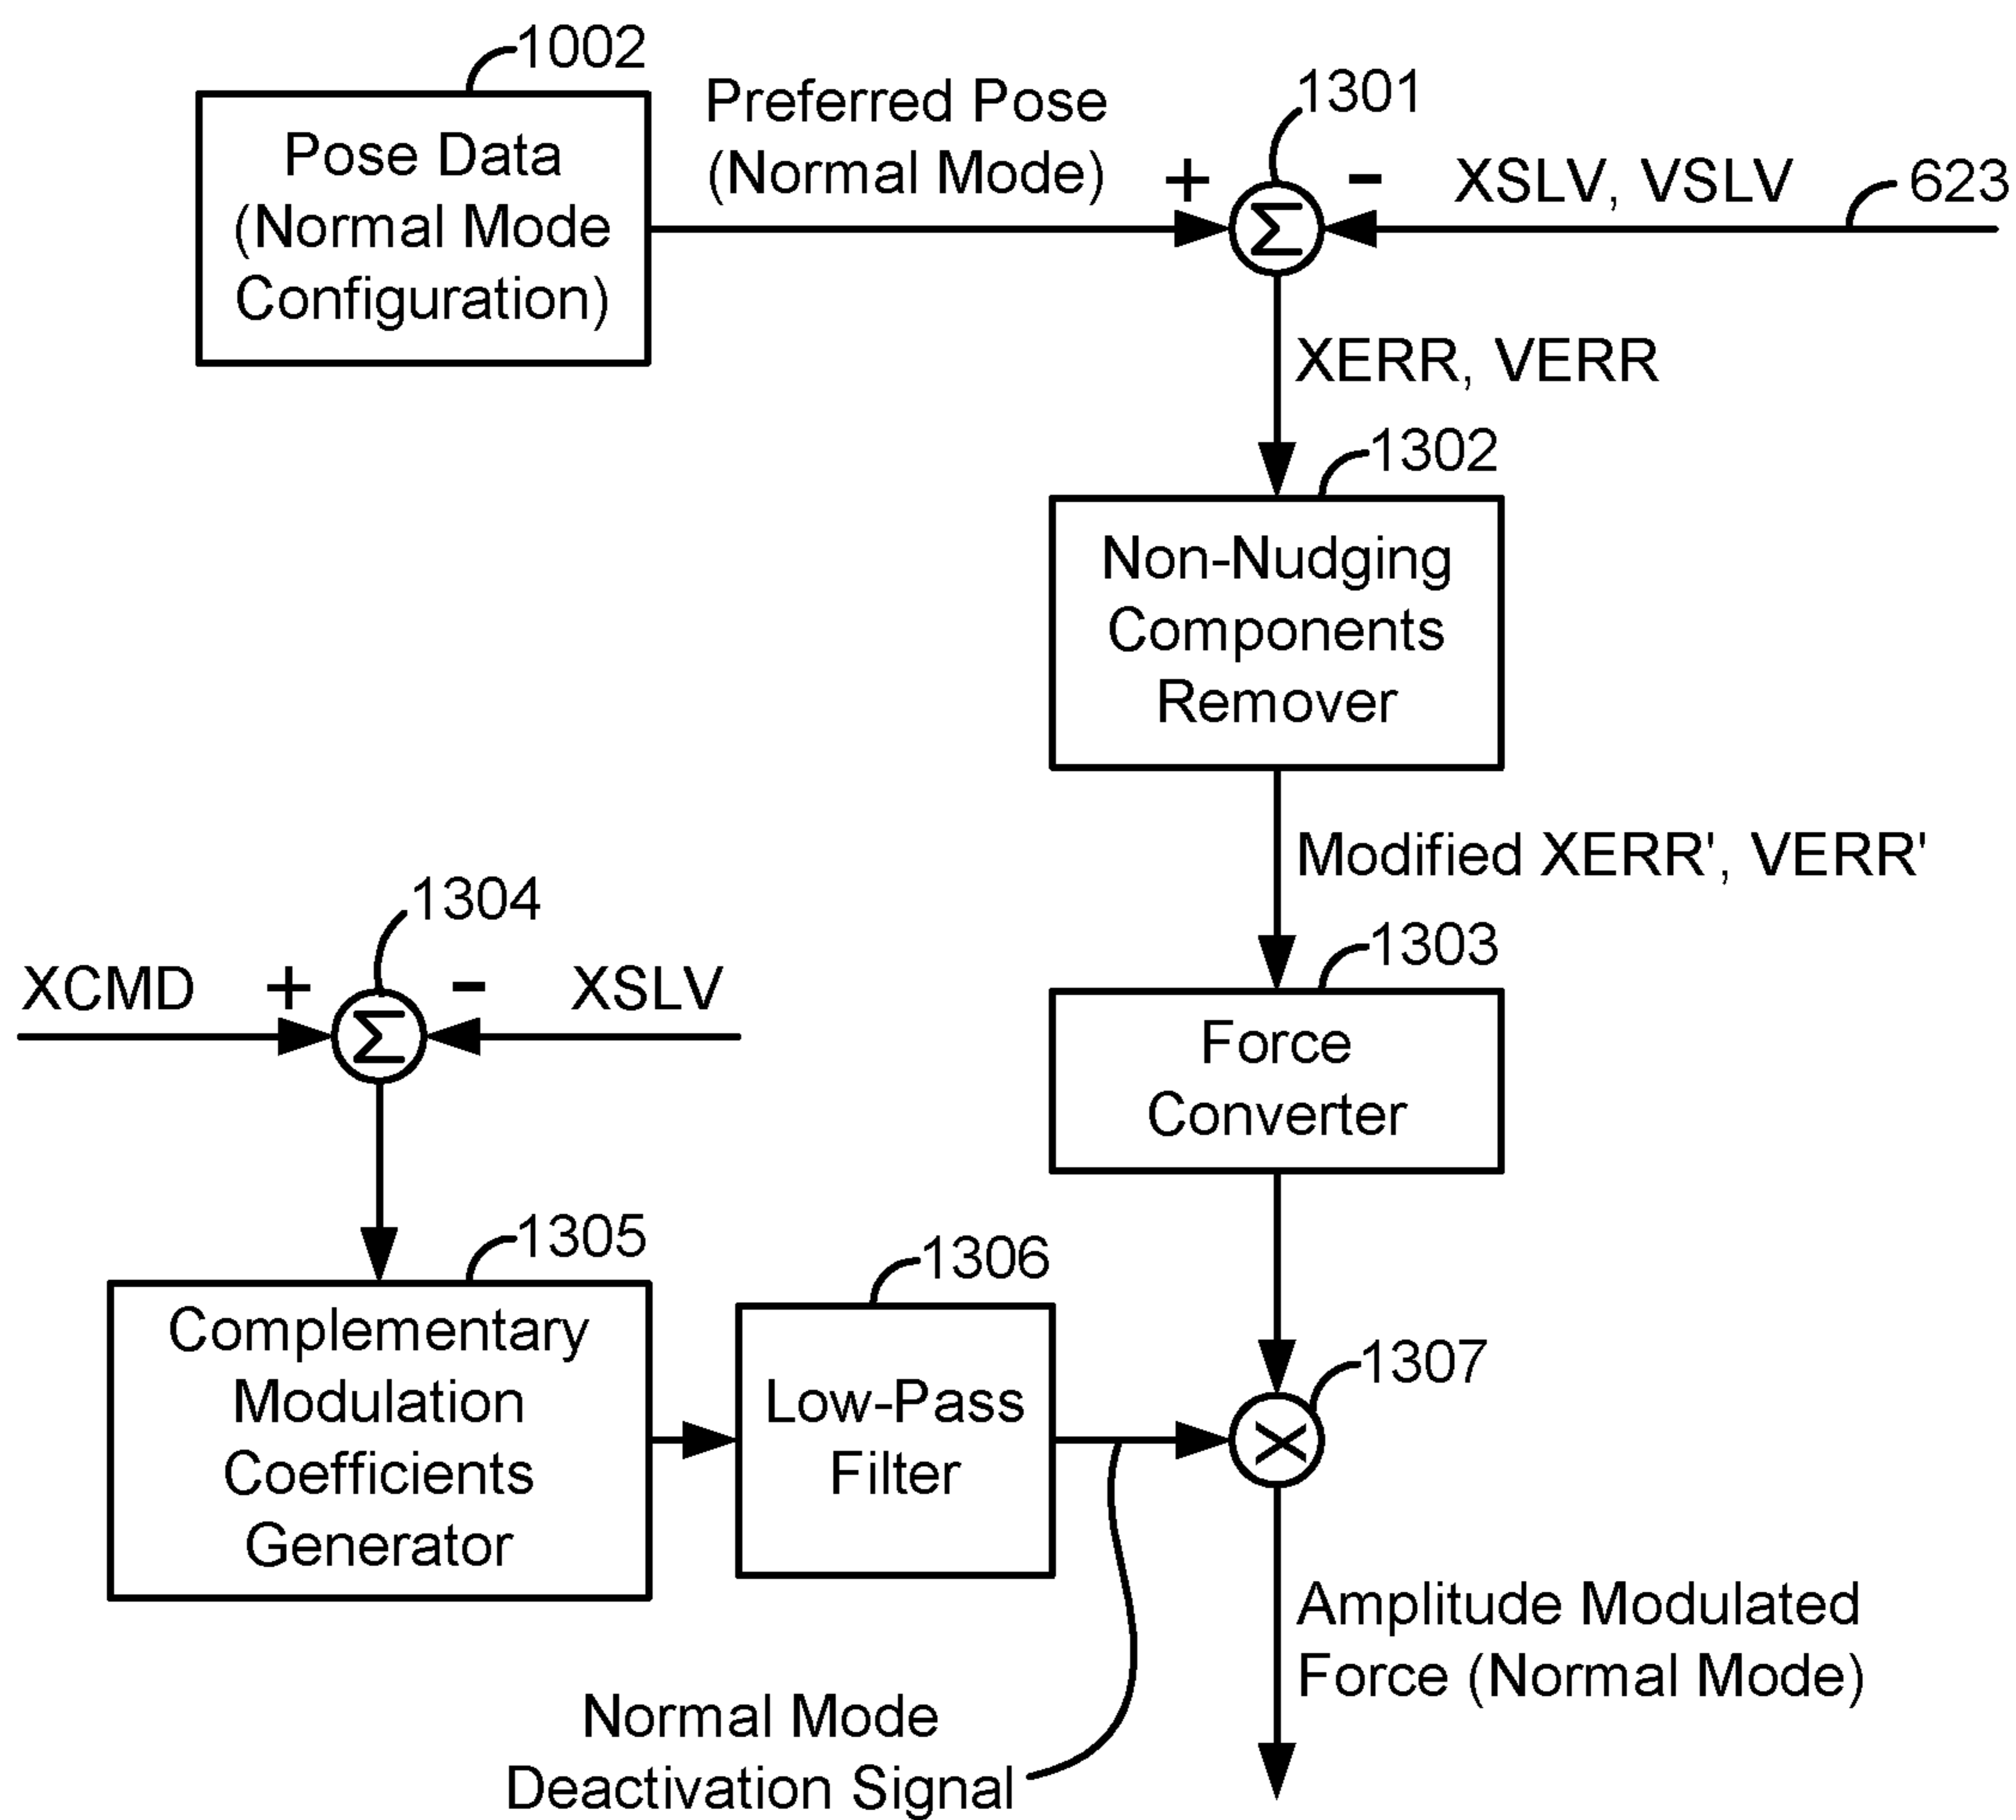 1002
Pose Data
(Normal Mode
Configuration)
Preferred Pose
(Normal Mode)
+
1301
Σ
-
XSLV, VSLV
623
XERR, VERR
1302
Non-Nudging
Components
Remover
Modified XERR', VERR'
1303
Force
Converter
1304
XCMD
+
Σ
-
XSLV
1305
Complementary
Modulation
Coefficients
Generator
1306
Low-Pass
Filter
1307
X
Normal Mode
Deactivation Signal
Amplitude Modulated
Force (Normal Mode)